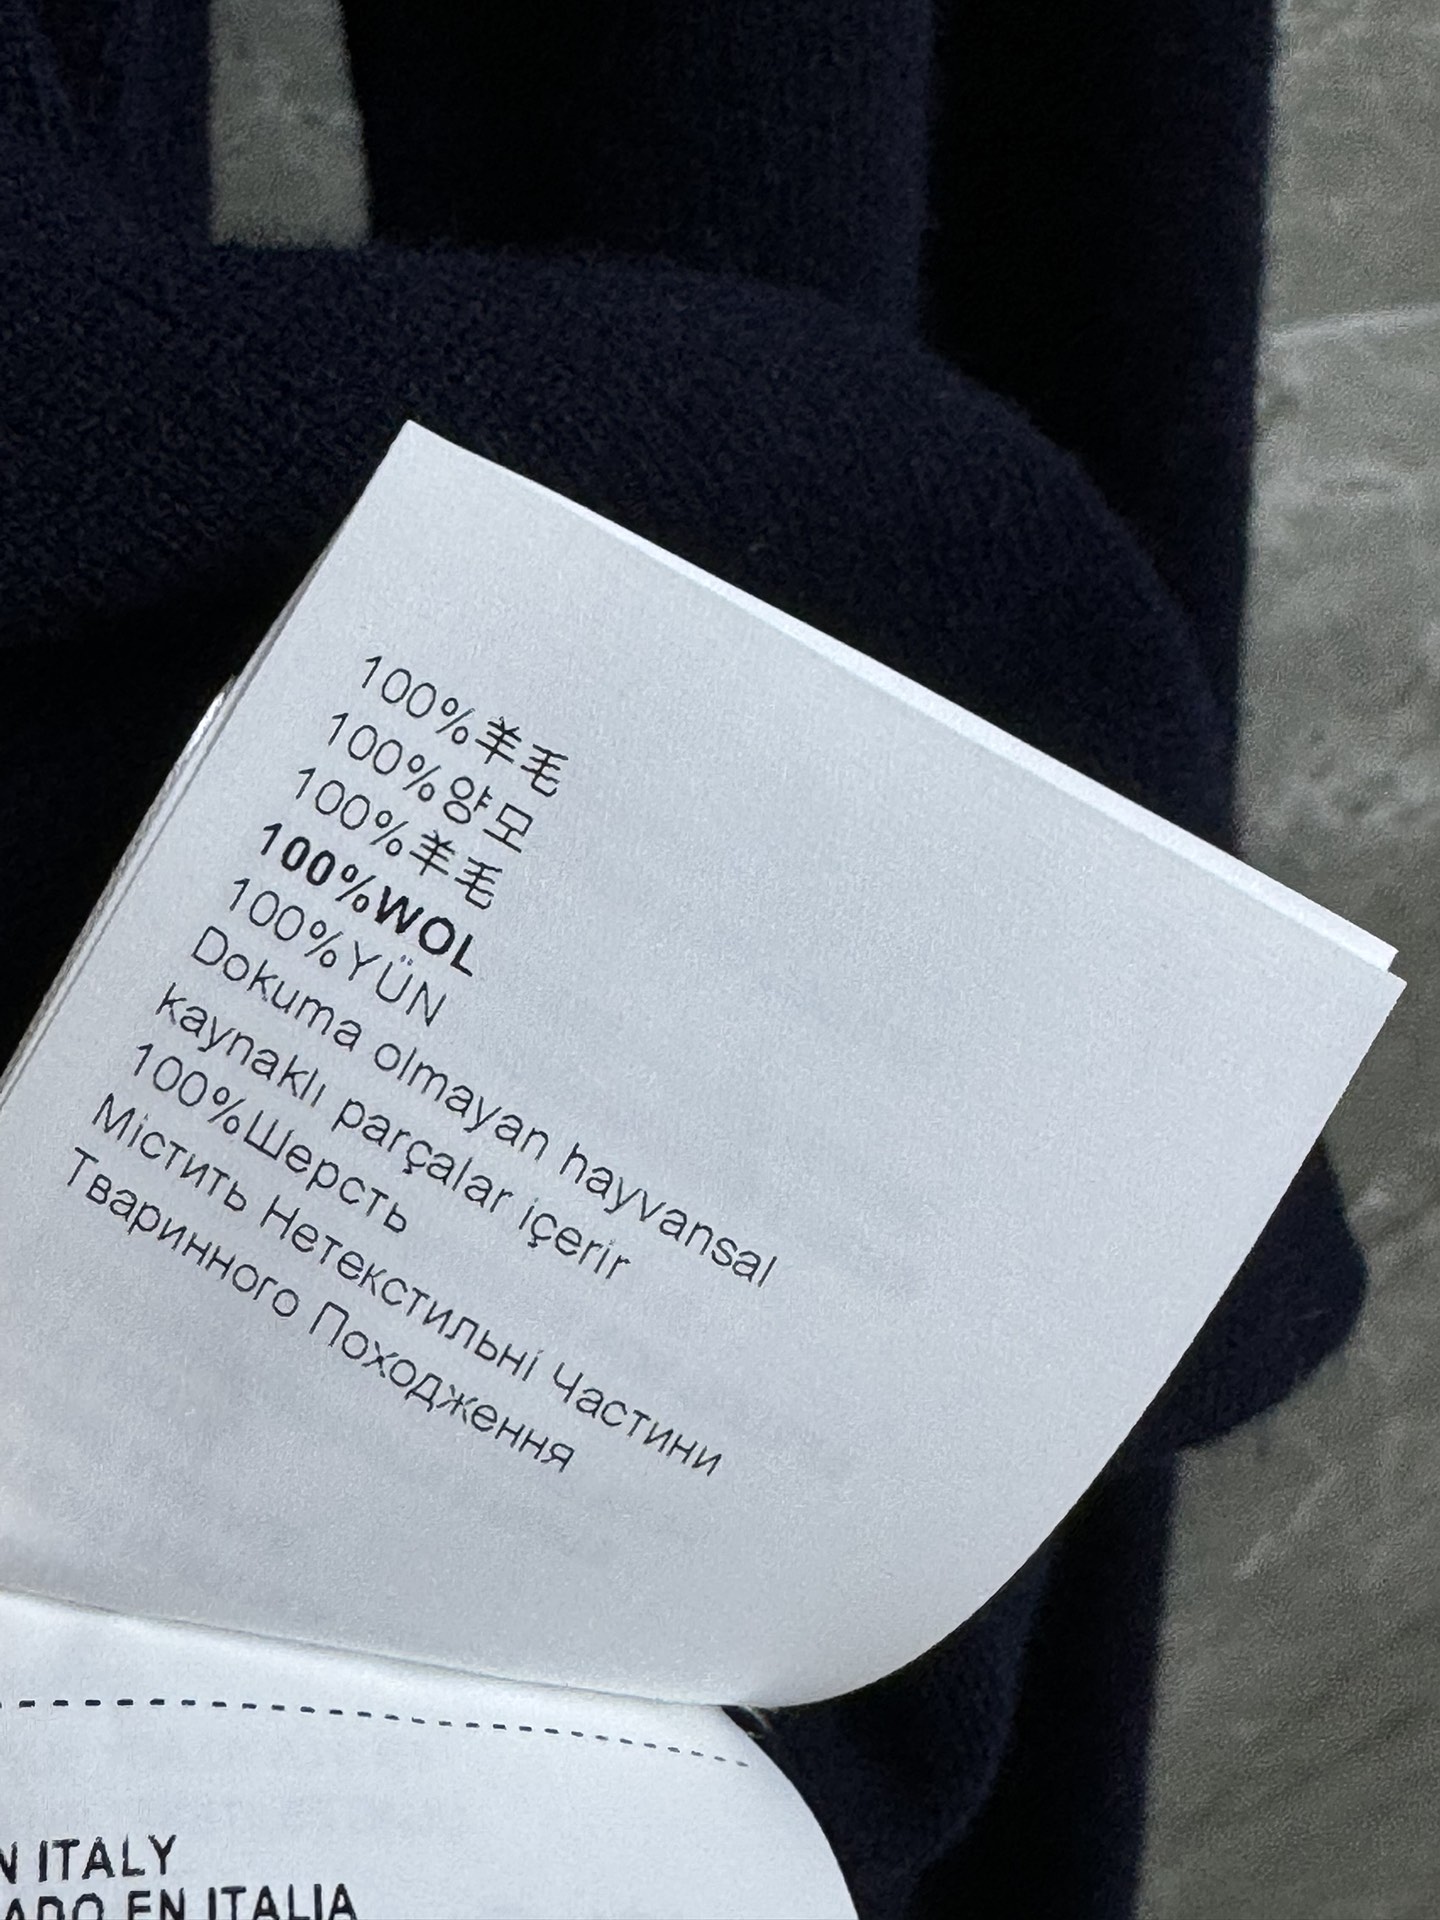 100%羊毛
100%양모
100%羊毛
100%WOL
100%YÜN
Dokuma olmayan hayvansal
kaynaklı parçalar içerir
100%Шерсть
Містить Нетекстильні Частини
Тваринного Походження
ITALY
EN ITALIA